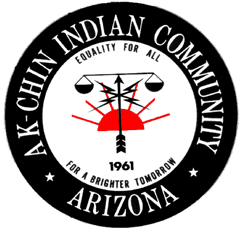 AK-CHIN INDIAN COMMUNITY
EQUALITY FOR ALL
1961
FOR A BRIGHTER TOMORROW
ARIZONA